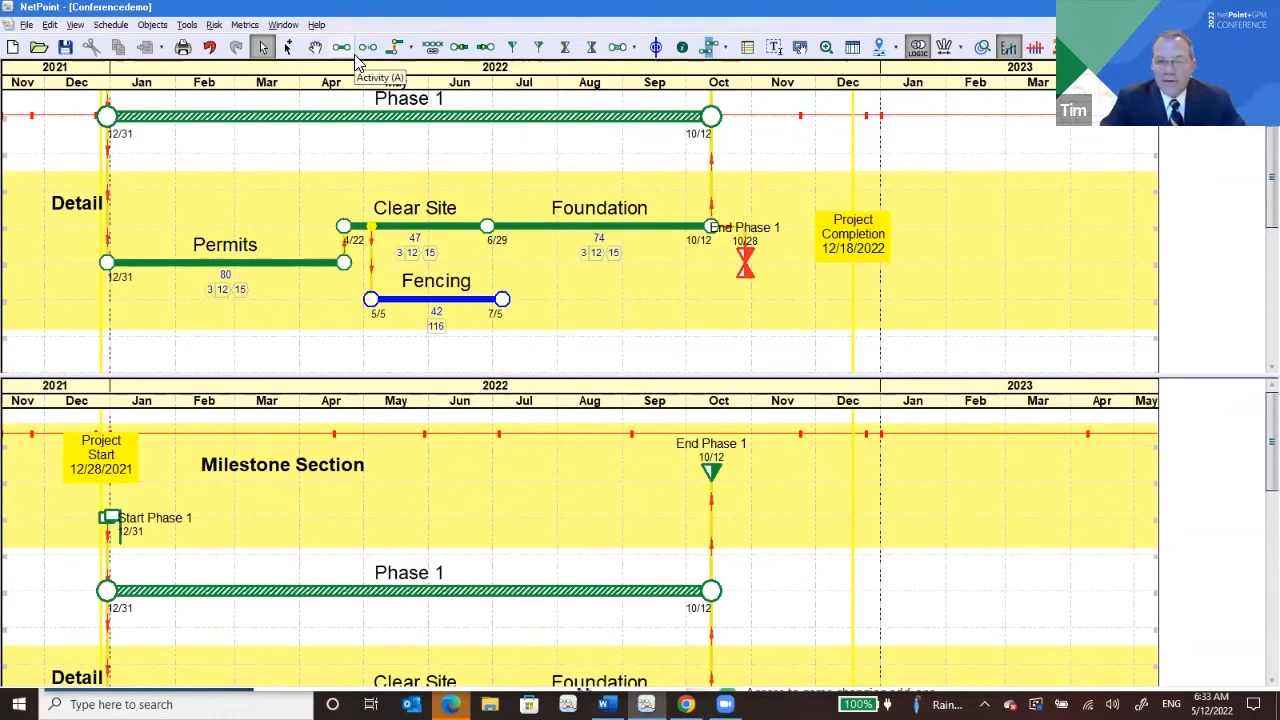 NetPoint - [Conferencedemo]
File Edit View Schedule Objects Tools Risk Metrics Window Help
LOGIC
2022 NetPoint+GPM CONFERENCE
Activity (A)
Tim
2021 2022 2023
Nov Dec Jan Feb Mar Apr May Jun Jul Aug Sep Oct Nov Dec Jan Feb Mar
Phase 1
12/31 10/12
Detail
Clear Site Foundation
End Phase 1
10/28
Project
Completion
12/18/2022
4/22 47 6/29 74 10/12
3 12 15 3 12 15
Permits
12/31 80
3 12 15
Fencing
5/5 42 7/5
116
2021 2022 2023
Nov Dec Jan Feb Mar Apr May Jun Jul Aug Sep Oct Nov Dec Jan Feb Mar Apr May
Project
Start
12/28/2021
Milestone Section
End Phase 1
10/12
Start Phase 1
12/31
Phase 1
12/31 10/12
Detail
Clear Site Foundation
Type here to search
100%
Rain...
ENG
6:33 AM
5/12/2022